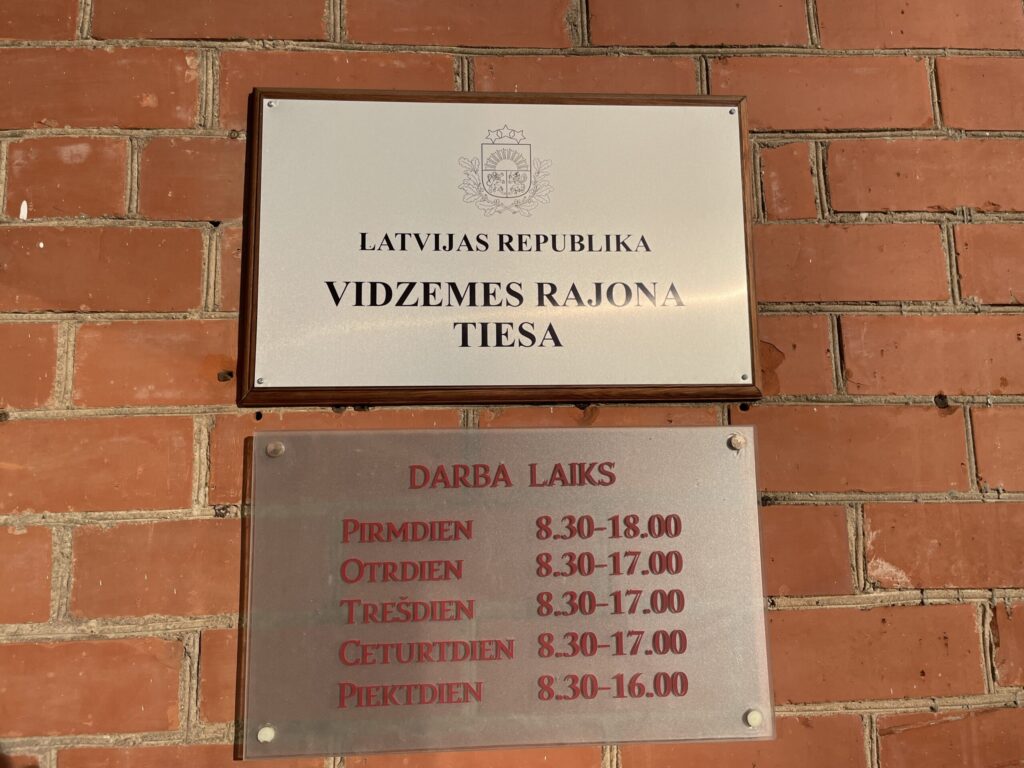 LATVIJAS REPUBLIKA
VIDZEMES RAJONA
TIESA
DARBA LAIKS
PIRMDIEN 8.30-18.00
OTRDIEN 8.30-17.00
TREŠDIEN 8.30-17.00
CETURTDIEN 8.30-17.00
PIEKTDIEN 8.30-16.00